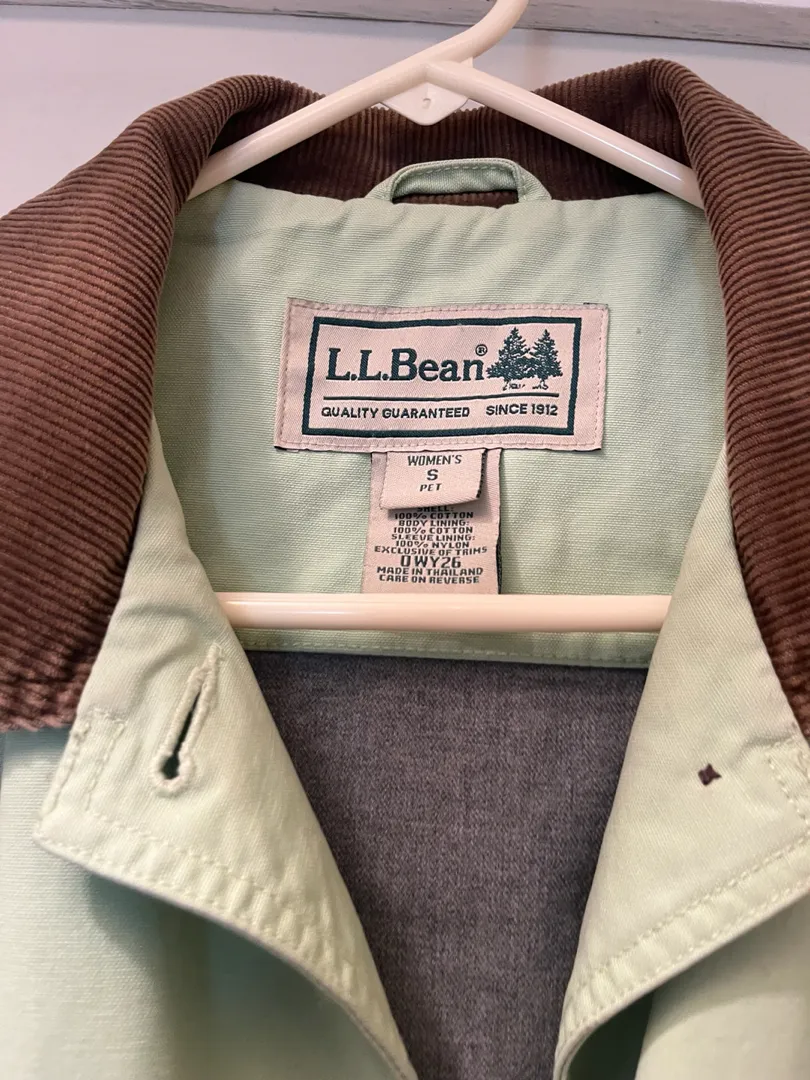 L.L.Bean®
QUALITY GUARANTEED SINCE 1912
WOMEN'S
S
PET
SHELL:
100% COTTON
BODY LINING:
100% COTTON
SLEEVE LINING:
100% NYLON
EXCLUSIVE OF TRIMS
0WY26
MADE IN THAILAND
CARE ON REVERSE